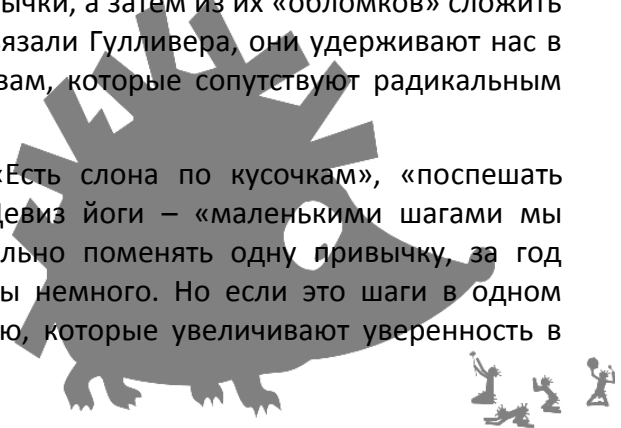 ычки, а затем из их «обломков» сложить
язали Гулливера, они удерживают нас в
вам, которые сопутствуют радикальным
«Есть слона по кусочкам», «поспешать
Девиз йоги – «маленькими шагами мы
льно поменять одну привычку, за год
ы немного. Но если это шаги в одном
ю, которые увеличивают уверенность в